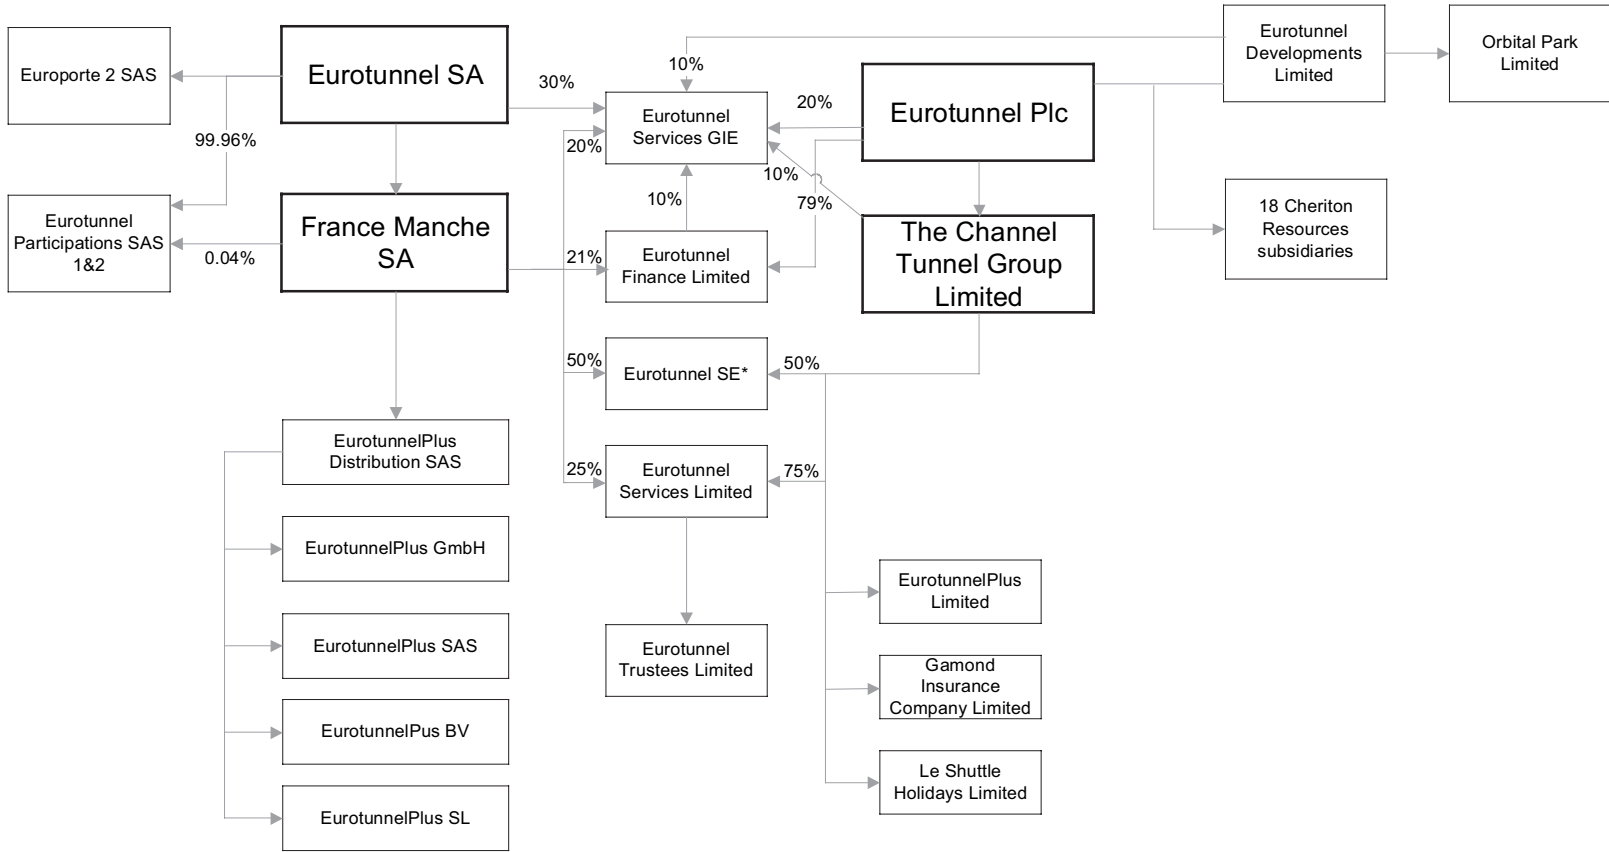 Europorte 2 SAS
Eurotunnel SA
30%
10%
Eurotunnel
Services GIE
20%
20%
Eurotunnel Plc
Eurotunnel
Developments
Limited
Orbital Park
Limited
99.96%
10%
10%
79%
Eurotunnel
Participations SAS
1&2
0.04%
France Manche
SA
21%
Eurotunnel
Finance Limited
The Channel
Tunnel Group
Limited
18 Cheriton
Resources
subsidiaries
50%
Eurotunnel SE*
50%
EurotunnelPlus
Distribution SAS
25%
Eurotunnel
Services Limited
75%
EurotunnelPlus GmbH
EurotunnelPlus SAS
EurotunnelPus BV
EurotunnelPlus SL
Eurotunnel
Trustees Limited
EurotunnelPlus
Limited
Gamond
Insurance
Company Limited
Le Shuttle
Holidays Limited